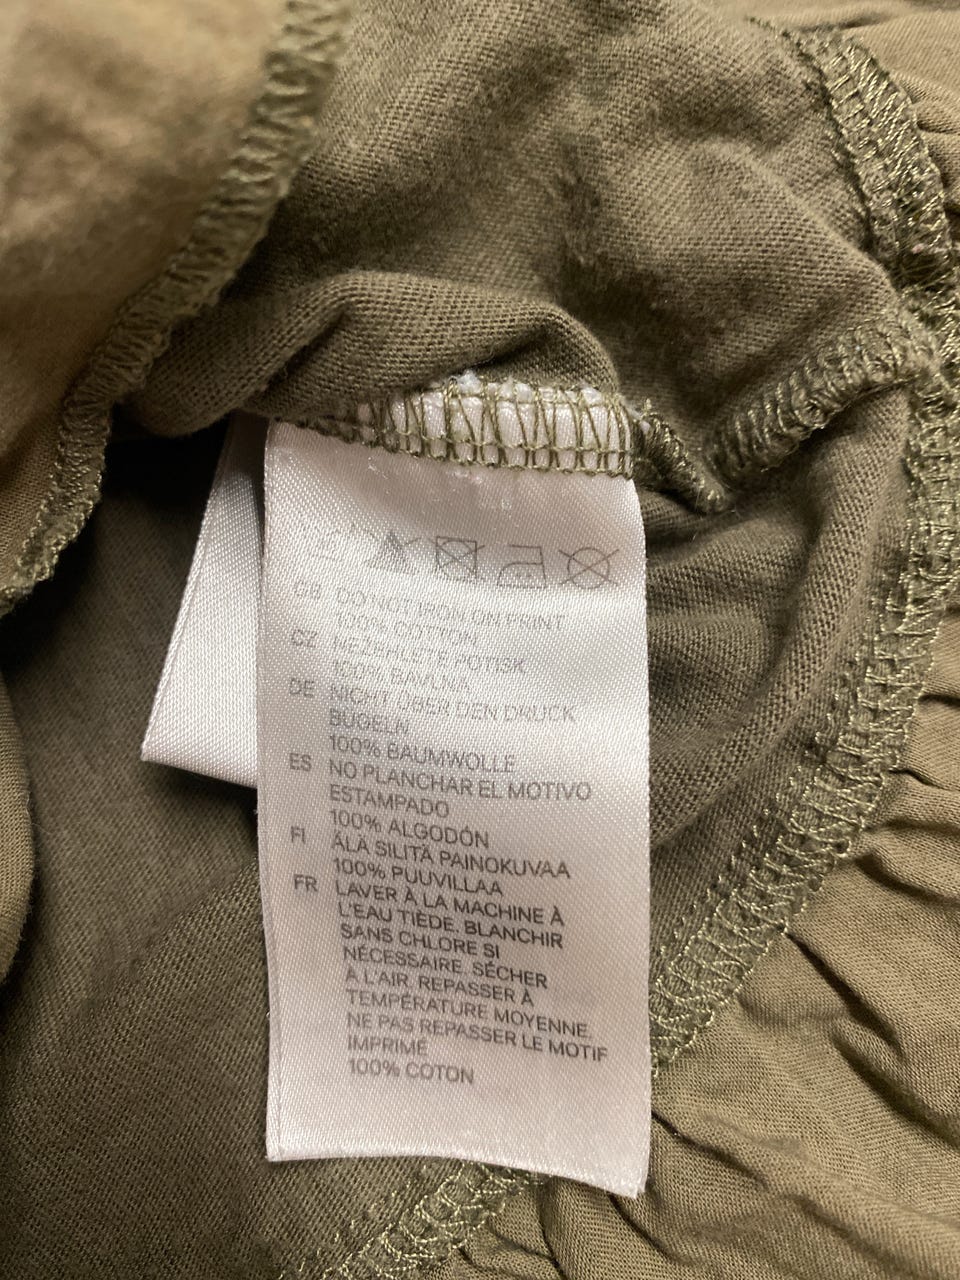 GB DO NOT IRON ON PRINT
100% COTTON
CZ NEŽEHLETE POTISK
100% BAVLNA
DE NICHT ÜBER DEN DRUCK
BÜGELN
100% BAUMWOLLE
ES NO PLANCHAR EL MOTIVO
ESTAMPADO
100% ALGODÓN
FI ÄLÄ SILITÄ PAINOKUVAA
100% PUUVILLAA
FR LAVER À LA MACHINE À
L'EAU TIÈDE. BLANCHIR
SANS CHLORE SI
NÉCESSAIRE. SÉCHER
À L'AIR. REPASSER À
TEMPÉRATURE MOYENNE.
NE PAS REPASSER LE MOTIF
IMPRIMÉ
100% COTON